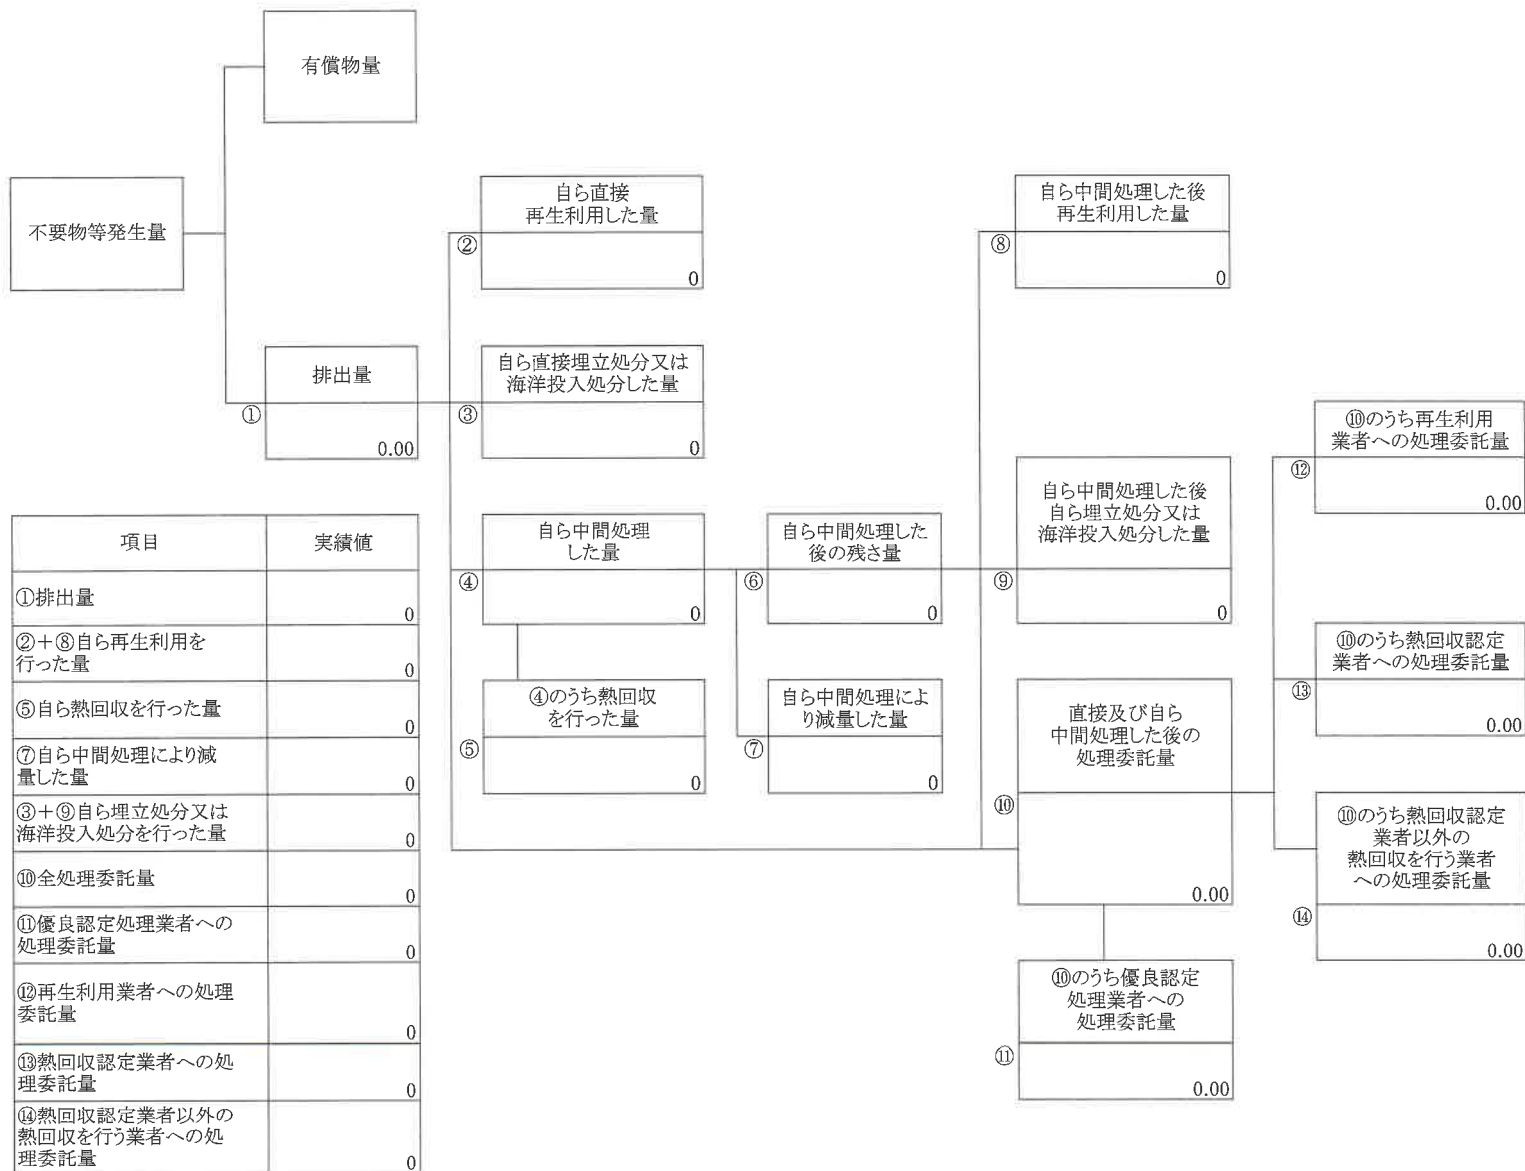 有償物量
不要物等発生量
自ら直接
再生利用した量
②
0
自ら中間処理した後
再生利用した量
⑧
0
排出量
①
0.00
自ら直接埋立処分又は
海洋投入処分した量
③
0
⑩のうち再生利用
業者への処理委託量
⑫
0.00
自ら中間処理した後
自ら埋立処分又は
海洋投入処分した量
⑨
0
自ら中間処理
した量
④
0
自ら中間処理した
後の残さ量
⑥
0
⑩のうち熱回収認定
業者への処理委託量
⑬
0.00
④のうち熱回収
を行った量
⑤
0
自ら中間処理によ
り減量した量
⑦
0
直接及び自ら
中間処理した後の
処理委託量
⑩
0.00
⑩のうち熱回収認定
業者以外の
熱回収を行う業者
への処理委託量
⑭
0.00
⑩のうち優良認定
処理業者への
処理委託量
⑪
0.00
項目 実績値
①排出量
0
②＋⑧自ら再生利用を
行った量
0
⑤自ら熱回収を行った量
0
⑦自ら中間処理により減
量した量
0
③＋⑨自ら埋立処分又は
海洋投入処分を行った量
0
⑩全処理委託量
0
⑪優良認定処理業者への
処理委託量
0
⑫再生利用業者への処理
委託量
0
⑬熱回収認定業者への処
理委託量
0
⑭熱回収認定業者以外の
熱回収を行う業者への処
理委託量
0